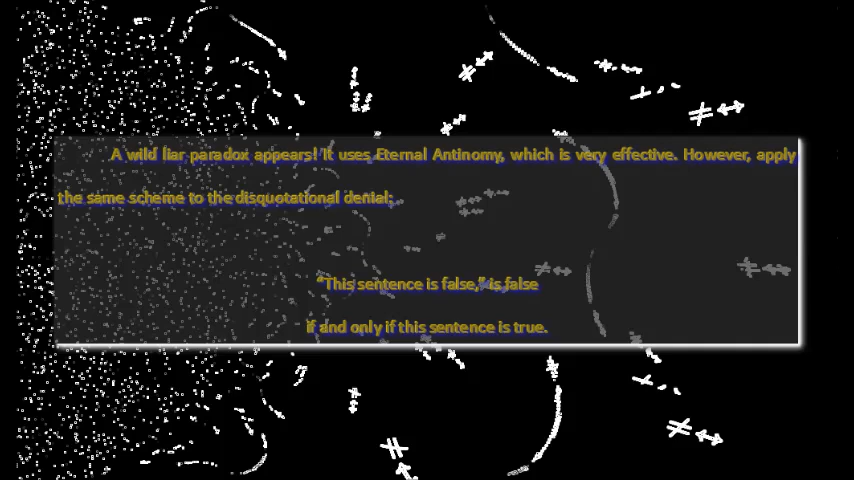 A wild liar paradox appears! It uses Eternal Antinomy, which is very effective. However, apply
the same scheme to the disquotational denial:
“This sentence is false,” is false
if and only if this sentence is true.